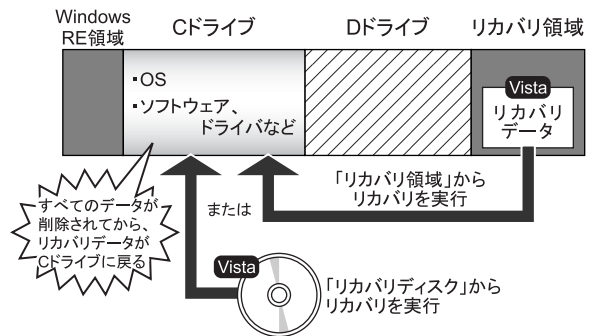 Windows
RE領域
Cドライブ
Dドライブ
リカバリ領域
・OS
・ソフトウェア、
ドライバなど
Vista
リカバリ
データ
すべてのデータが
削除されてから、
リカバリデータが
Cドライブに戻る
または
「リカバリ領域」から
リカバリを実行
Vista
「リカバリディスク」から
リカバリを実行